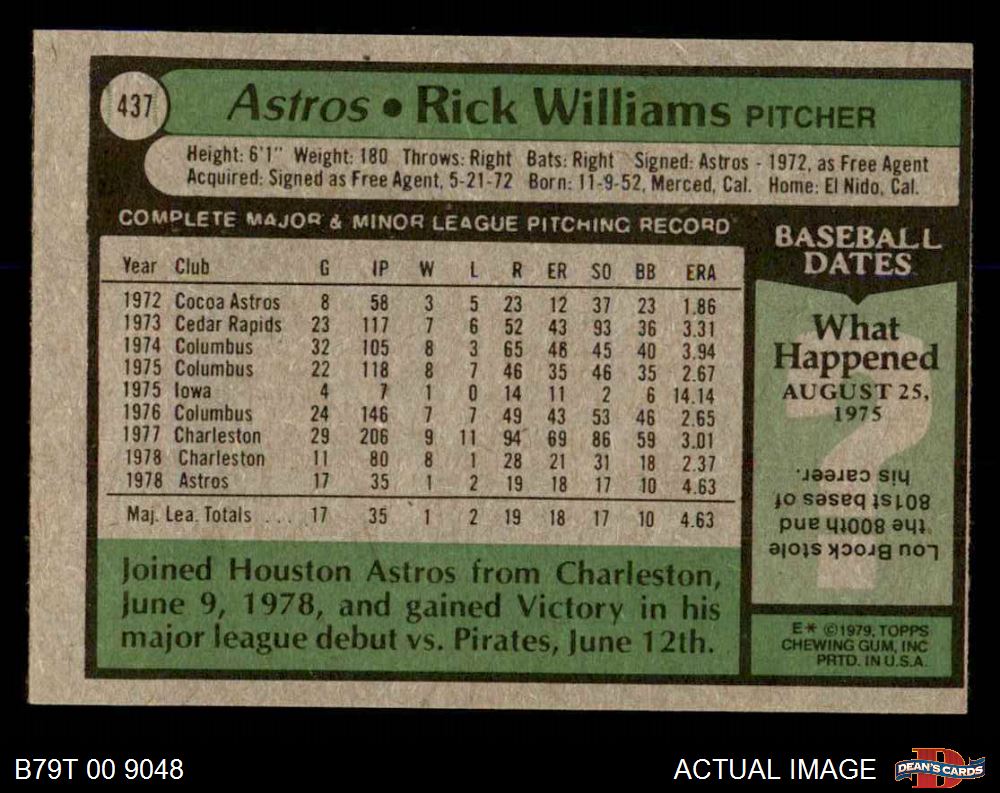 437
Astros • Rick Williams PITCHER
Height: 6'1" Weight: 180 Throws: Right Bats: Right Signed: Astros - 1972, as Free Agent
Acquired: Signed as Free Agent, 5-21-72 Born: 11-9-52, Merced, Cal. Home: El Nido, Cal.
COMPLETE MAJOR & MINOR LEAGUE PITCHING RECORD
Year Club G IP W L R ER SO BB ERA
1972 Cocoa Astros 8 58 3 5 23 12 37 23 1.86
1973 Cedar Rapids 23 117 7 6 52 43 93 36 3.31
1974 Columbus 32 105 8 3 65 46 45 40 3.94
1975 Columbus 22 118 8 7 46 35 46 35 2.67
1975 Iowa 4 7 1 0 14 11 2 6 14.14
1976 Columbus 24 146 7 7 49 43 53 46 2.65
1977 Charleston 29 206 9 11 94 69 86 59 3.01
1978 Charleston 11 80 8 1 28 21 31 18 2.37
1978 Astros 17 35 1 2 19 18 17 10 4.63
Maj. Lea. Totals ... 17 35 1 2 19 18 17 10 4.63
Joined Houston Astros from Charleston,
June 9, 1978, and gained Victory in his
major league debut vs. Pirates, June 12th.
BASEBALL
DATES
What
Happened
AUGUST 25,
1975
?
Lou Brock stole
the 800th and
801st bases of
his career.
E* ©1979, TOPPS
CHEWING GUM, INC
PRTD. IN U.S.A.
B79T 00 9048
ACTUAL IMAGE
DEAN'S CARDS